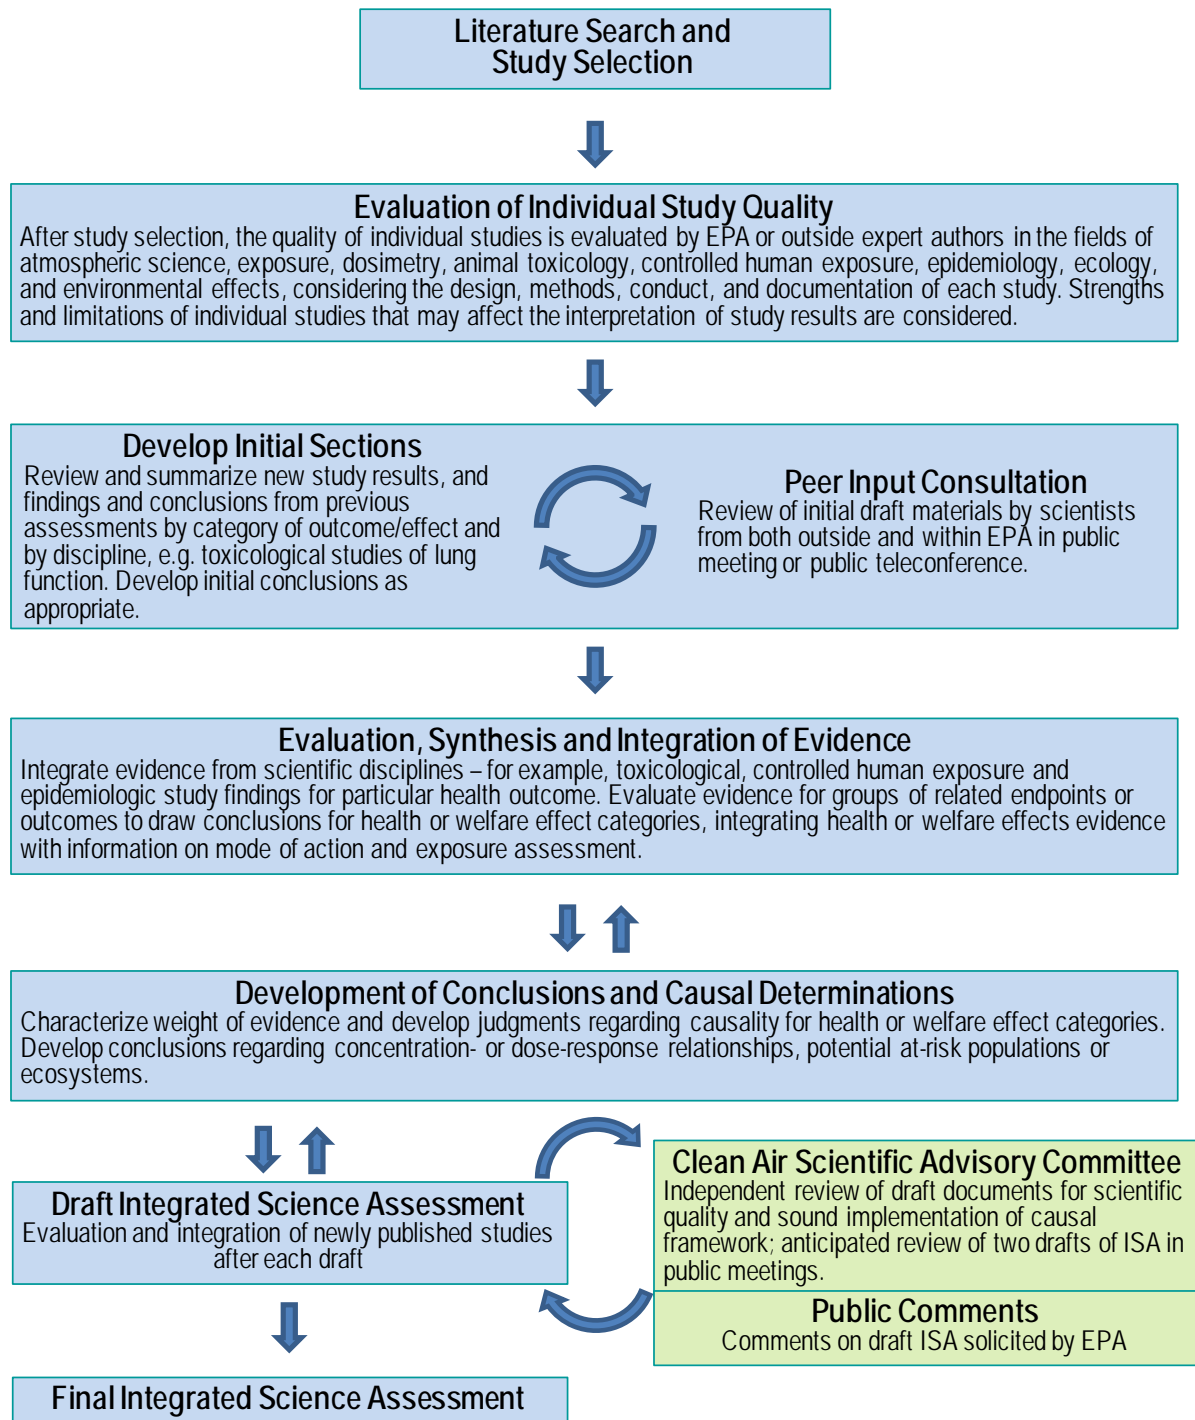 Literature Search and
Study Selection
Evaluation of Individual Study Quality
After study selection, the quality of individual studies is evaluated by EPA or outside expert authors in the fields of
atmospheric science, exposure, dosimetry, animal toxicology, controlled human exposure, epidemiology, ecology,
and environmental effects, considering the design, methods, conduct, and documentation of each study. Strengths
and limitations of individual studies that may affect the interpretation of study results are considered.
Develop Initial Sections
Review and summarize new study results, and
findings and conclusions from previous
assessments by category of outcome/effect and
by discipline, e.g. toxicological studies of lung
function. Develop initial conclusions as
appropriate.
Peer Input Consultation
Review of initial draft materials by scientists
from both outside and within EPA in public
meeting or public teleconference.
Evaluation, Synthesis and Integration of Evidence
Integrate evidence from scientific disciplines – for example, toxicological, controlled human exposure and
epidemiologic study findings for particular health outcome. Evaluate evidence for groups of related endpoints or
outcomes to draw conclusions for health or welfare effect categories, integrating health or welfare effects evidence
with information on mode of action and exposure assessment.
Development of Conclusions and Causal Determinations
Characterize weight of evidence and develop judgments regarding causality for health or welfare effect categories.
Develop conclusions regarding concentration- or dose-response relationships, potential at-risk populations or
ecosystems.
Draft Integrated Science Assessment
Evaluation and integration of newly published studies
after each draft
Clean Air Scientific Advisory Committee
Independent review of draft documents for scientific
quality and sound implementation of causal
framework; anticipated review of two drafts of ISA in
public meetings.
Public Comments
Comments on draft ISA solicited by EPA
Final Integrated Science Assessment